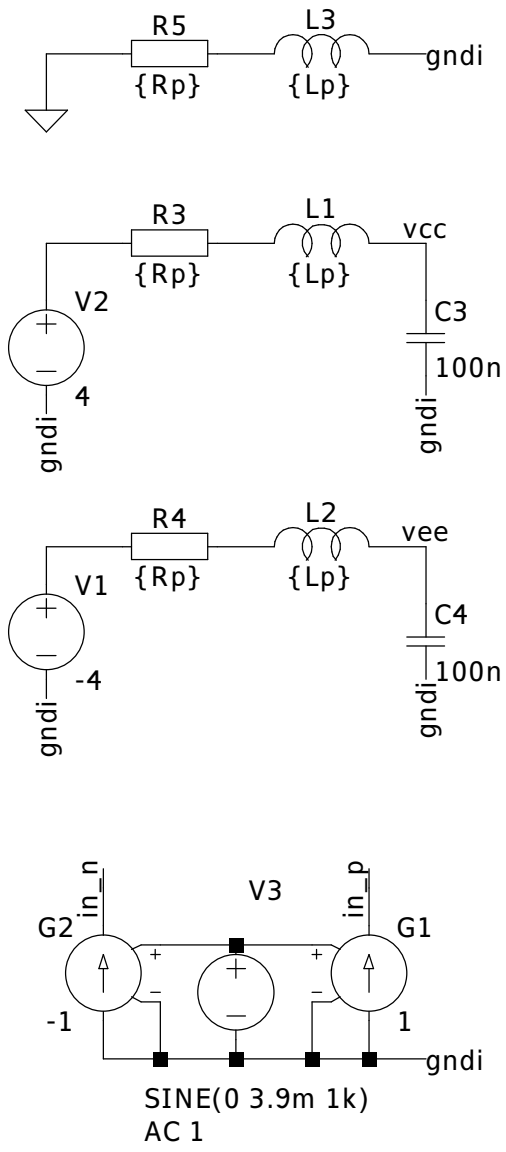 R5
{Rp}
L3
{Lp}
gndi
R3
{Rp}
L1
{Lp}
vcc
V2
+
−
4
gndi
C3
100n
gndi
R4
{Rp}
L2
{Lp}
vee
V1
+
−
-4
gndi
C4
100n
gndi
in_n
G2
-1
+
−
V3
+
−
in_p
G1
1
+
−
gndi
SINE(0 3.9m 1k)
AC 1